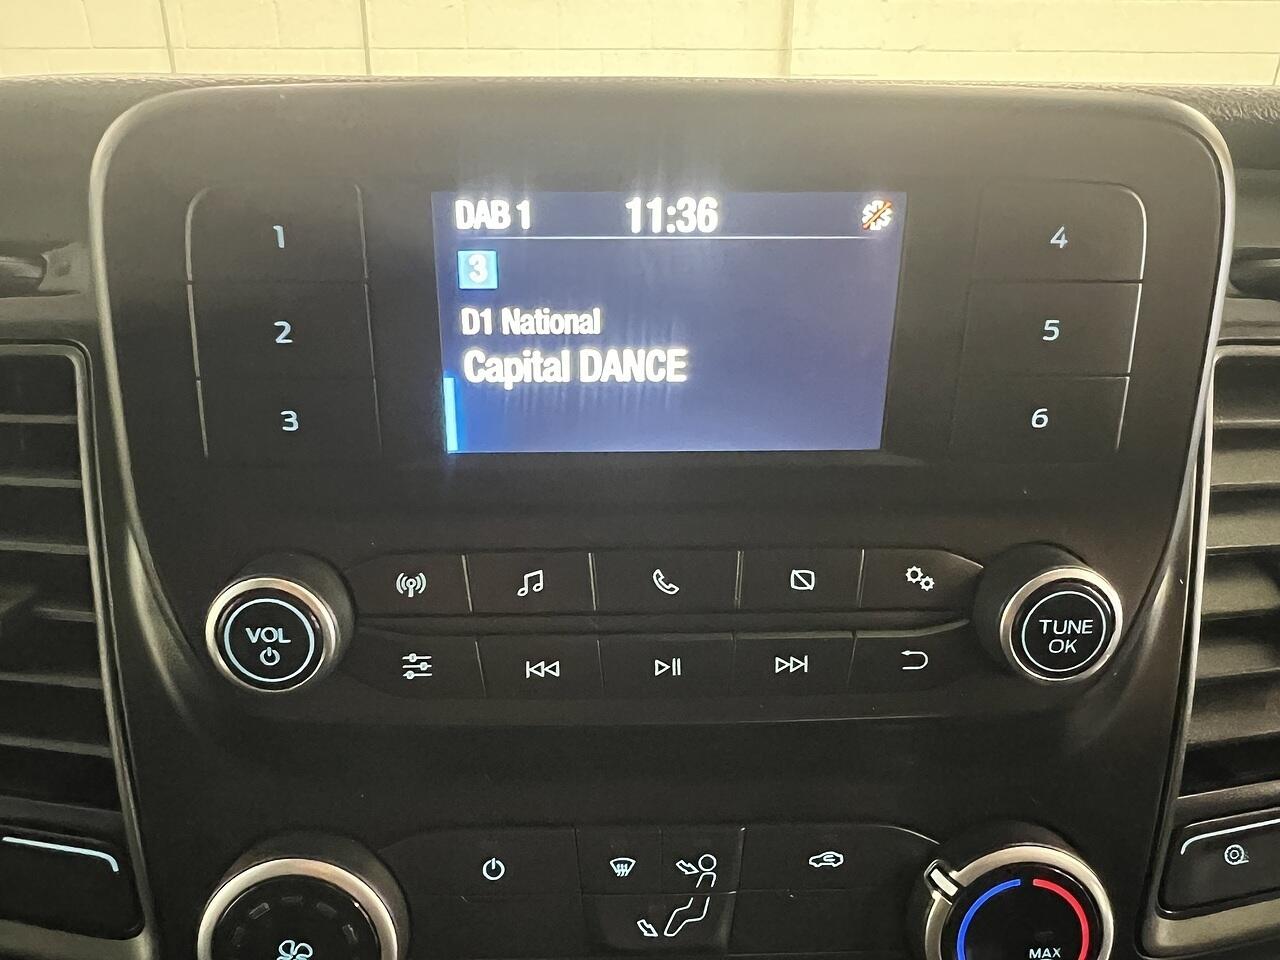 DAB 1 11:36
3
D1 National
Capital DANCE
1
2
3
4
5
6
VOL
TUNE
OK
MAX